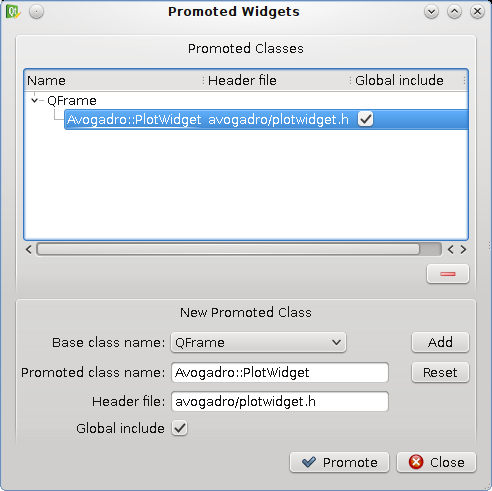 Promoted Widgets
Promoted Classes
Name Header file Global include
QFrame
Avogadro::PlotWidget avogadro/plotwidget.h
New Promoted Class
Base class name: QFrame Add
Promoted class name: Avogadro::PlotWidget Reset
Header file: avogadro/plotwidget.h
Global include
Promote Close